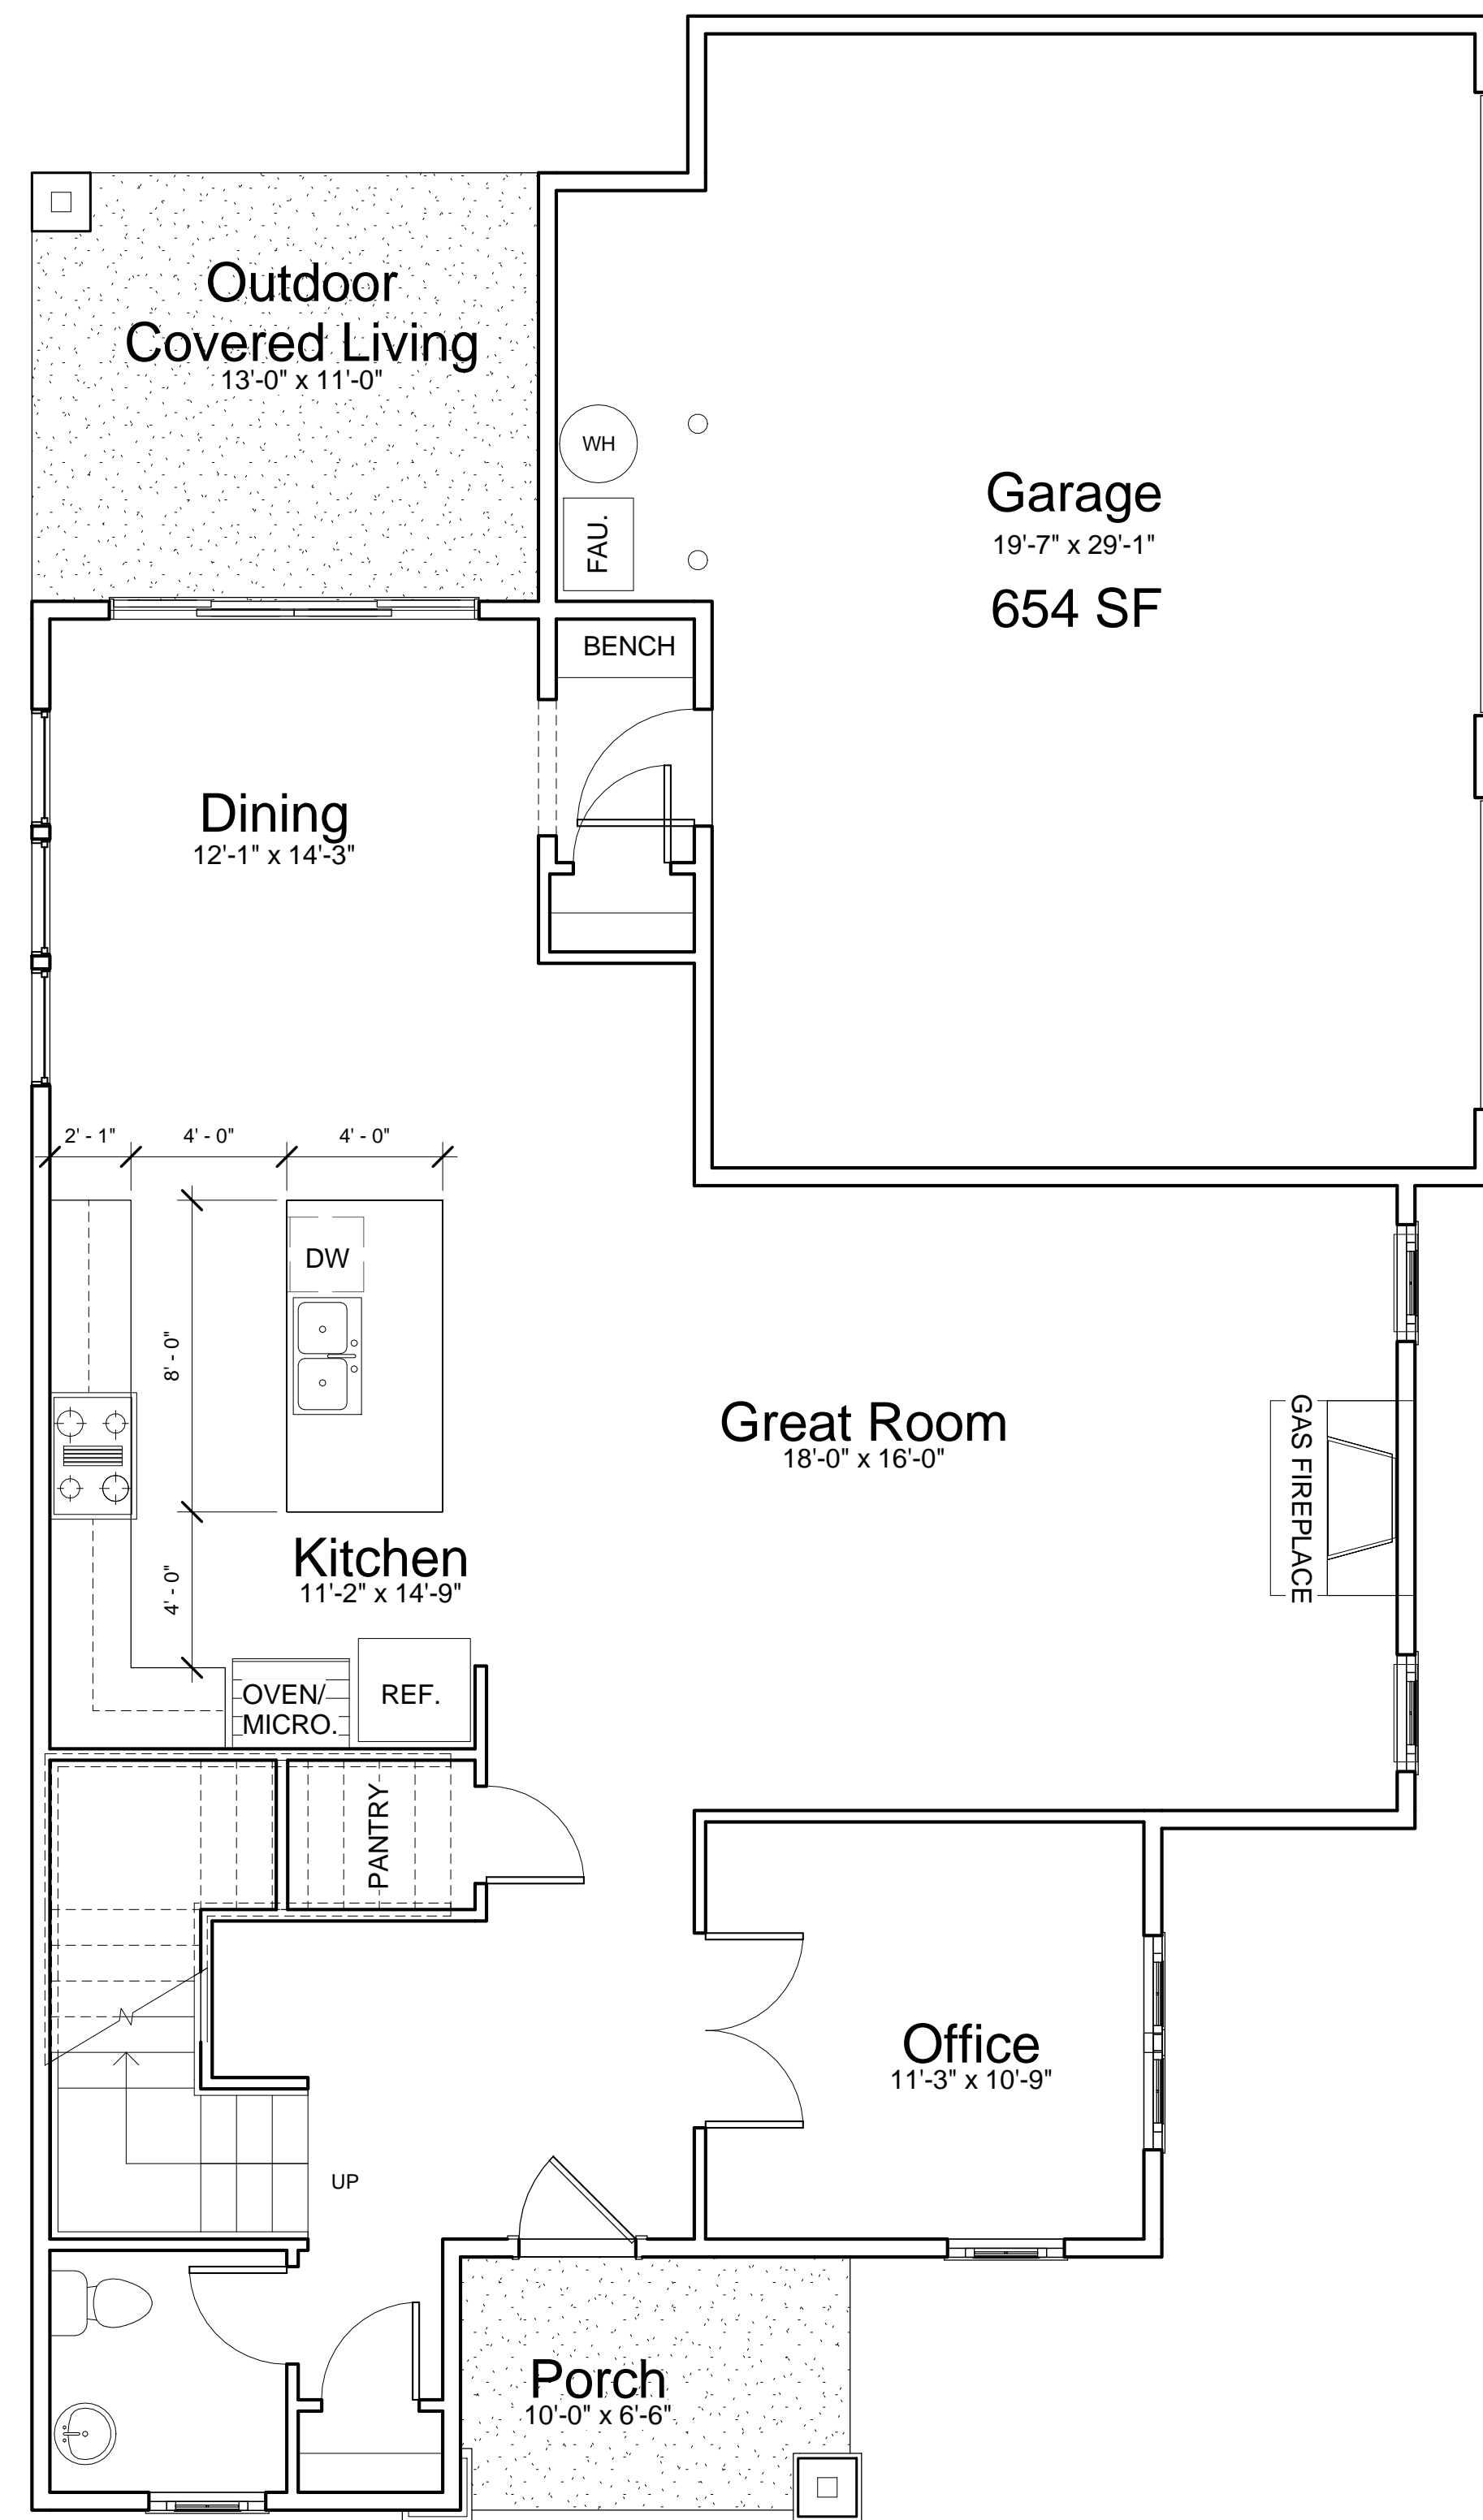 Outdoor
Covered Living
13'-0" x 11'-0"
WH
FAU.
Garage
19'-7" x 29'-1"
654 SF
BENCH
Dining
12'-1" x 14'-3"
2' - 1"
4' - 0"
4' - 0"
DW
8' - 0"
Great Room
18'-0" x 16'-0"
GAS FIREPLACE
Kitchen
11'-2" x 14'-9"
4' - 0"
OVEN/
MICRO.
REF.
PANTRY
Office
11'-3" x 10'-9"
UP
Porch
10'-0" x 6'-6"